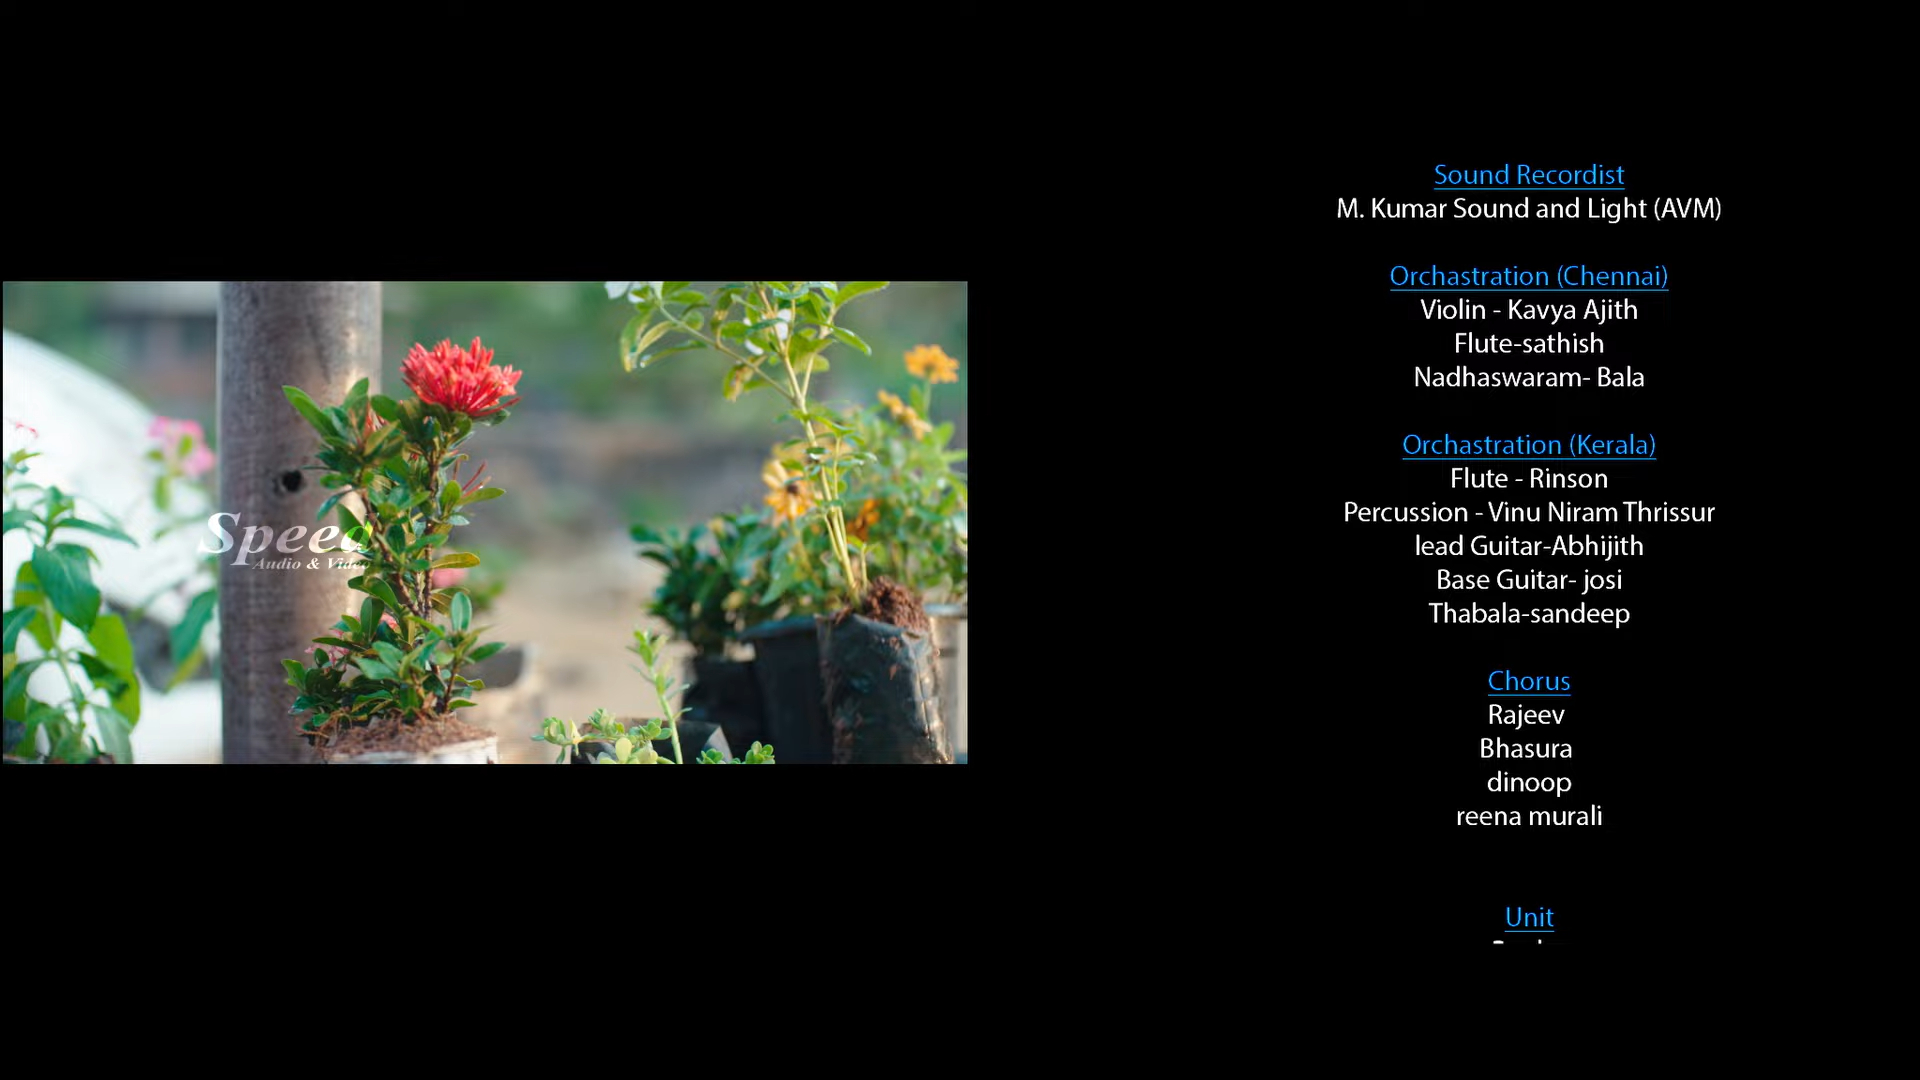 Speed
Audio & Video
Sound Recordist
M. Kumar Sound and Light (AVM)
Orchastration (Chennai)
Violin - Kavya Ajith
Flute-sathish
Nadhaswaram- Bala
Orchastration (Kerala)
Flute - Rinson
Percussion - Vinu Niram Thrissur
lead Guitar-Abhijith
Base Guitar- josi
Thabala-sandeep
Chorus
Rajeev
Bhasura
dinoop
reena murali
Unit